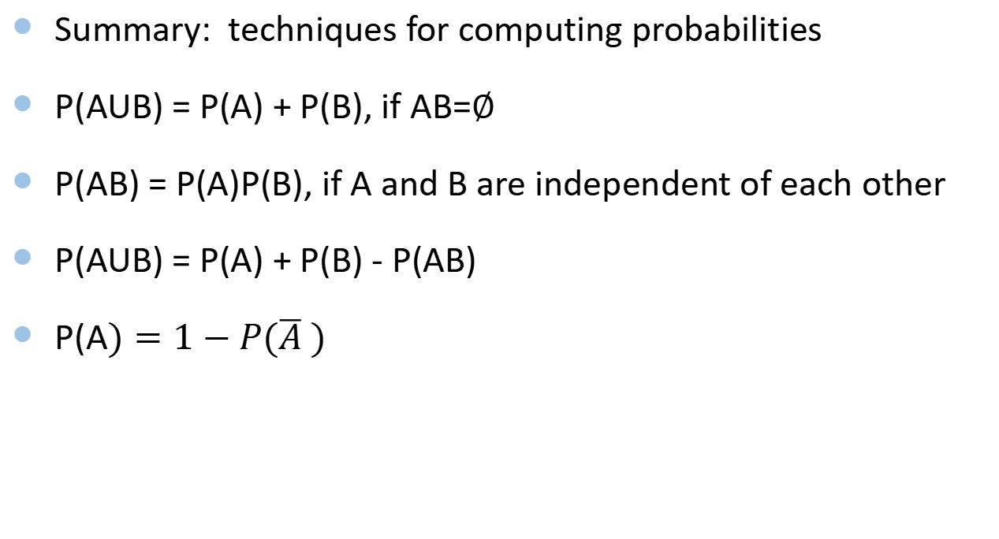 Summary:  techniques for computing probabilities
P(AUB) = P(A) + P(B), if AB=∅
P(AB) = P(A)P(B), if A and B are independent of each other
P(AUB) = P(A) + P(B) - P(AB)
P(A) = 1 − P(A̅ )